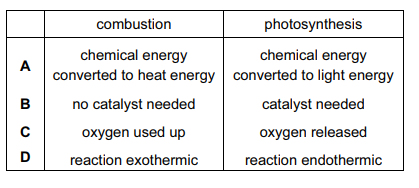 combustion photosynthesis
A chemical energy converted to heat energy chemical energy converted to light energy
B no catalyst needed catalyst needed
C oxygen used up oxygen released
D reaction exothermic reaction endothermic